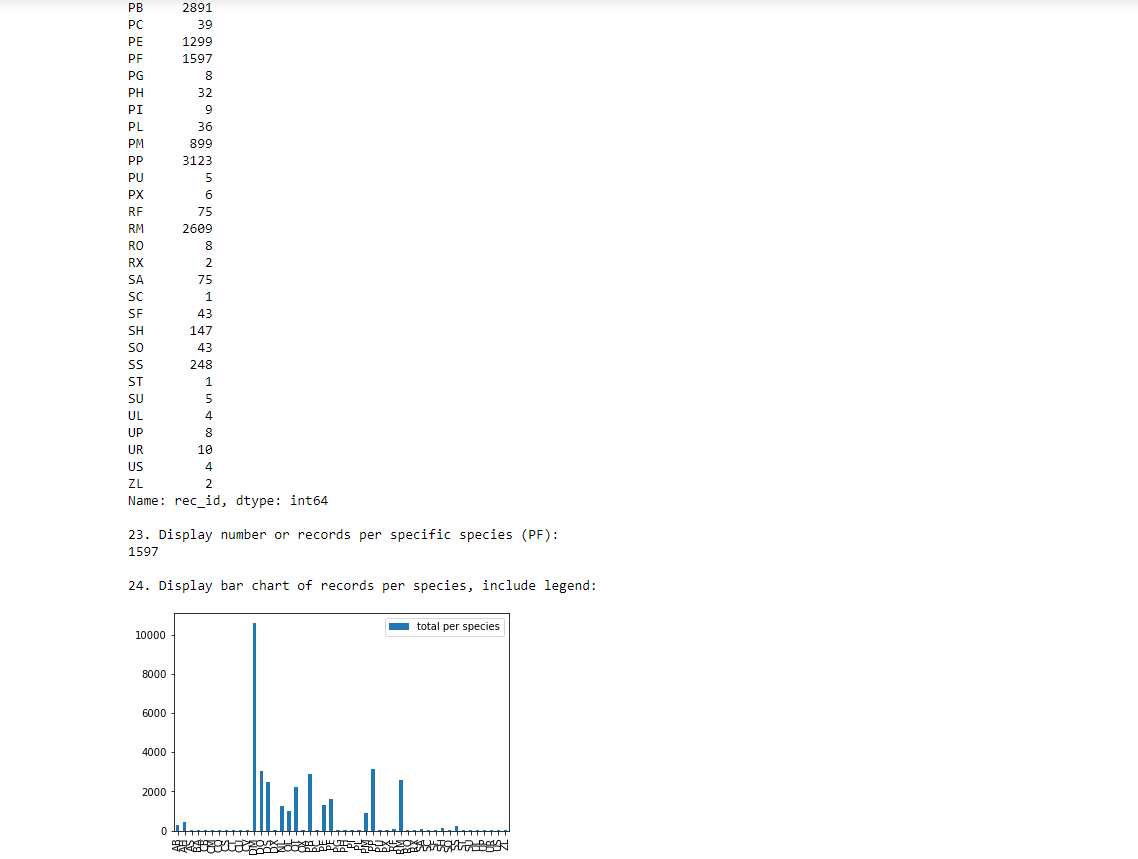 PB 2891
PC 39
PE 1299
PF 1597
PG 8
PH 32
PI 9
PL 36
PM 899
PP 3123
PU 5
PX 6
RF 75
RM 2609
RO 8
RX 2
SA 75
SC 1
SF 43
SH 147
SO 43
SS 248
ST 1
SU 5
UL 4
UP 8
UR 10
US 4
ZL 2
Name: rec_id, dtype: int64
23. Display number or records per specific species (PF):
1597
24. Display bar chart of records per species, include legend:
total per species
10000
8000
6000
4000
2000
0